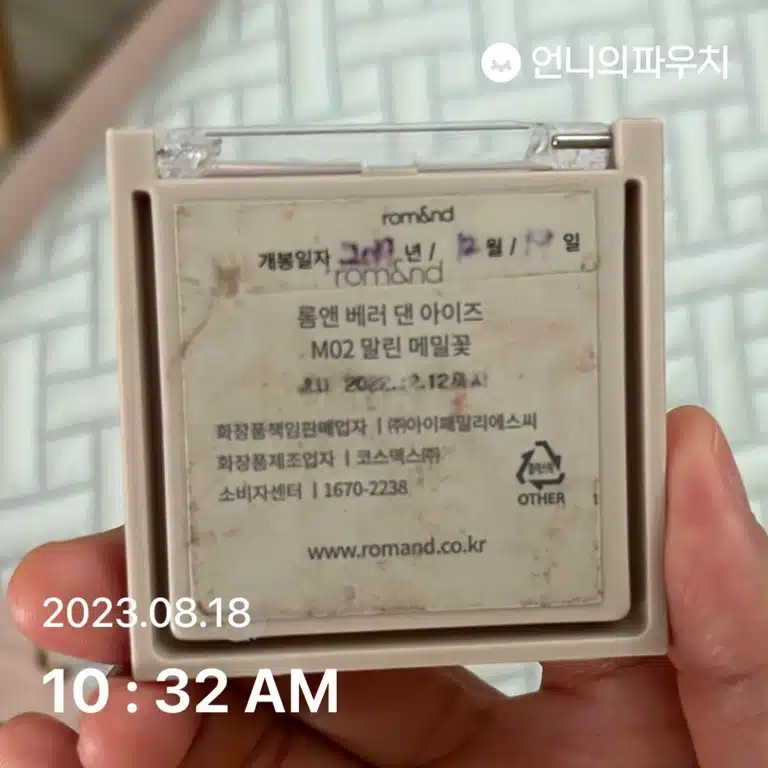 언니의파우치
rom&nd
개봉일자 년 / 12 월 / 일
rom&nd
롬앤 베러 댄 아이즈
M02 말린 메밀꽃
화장품책임판매업자 | ㈜아이패밀리에스씨
화장품제조업자 | 코스맥스㈜
소비자센터 | 1670-2238
OTHER
www.romand.co.kr
2023.08.18
10 : 32 AM